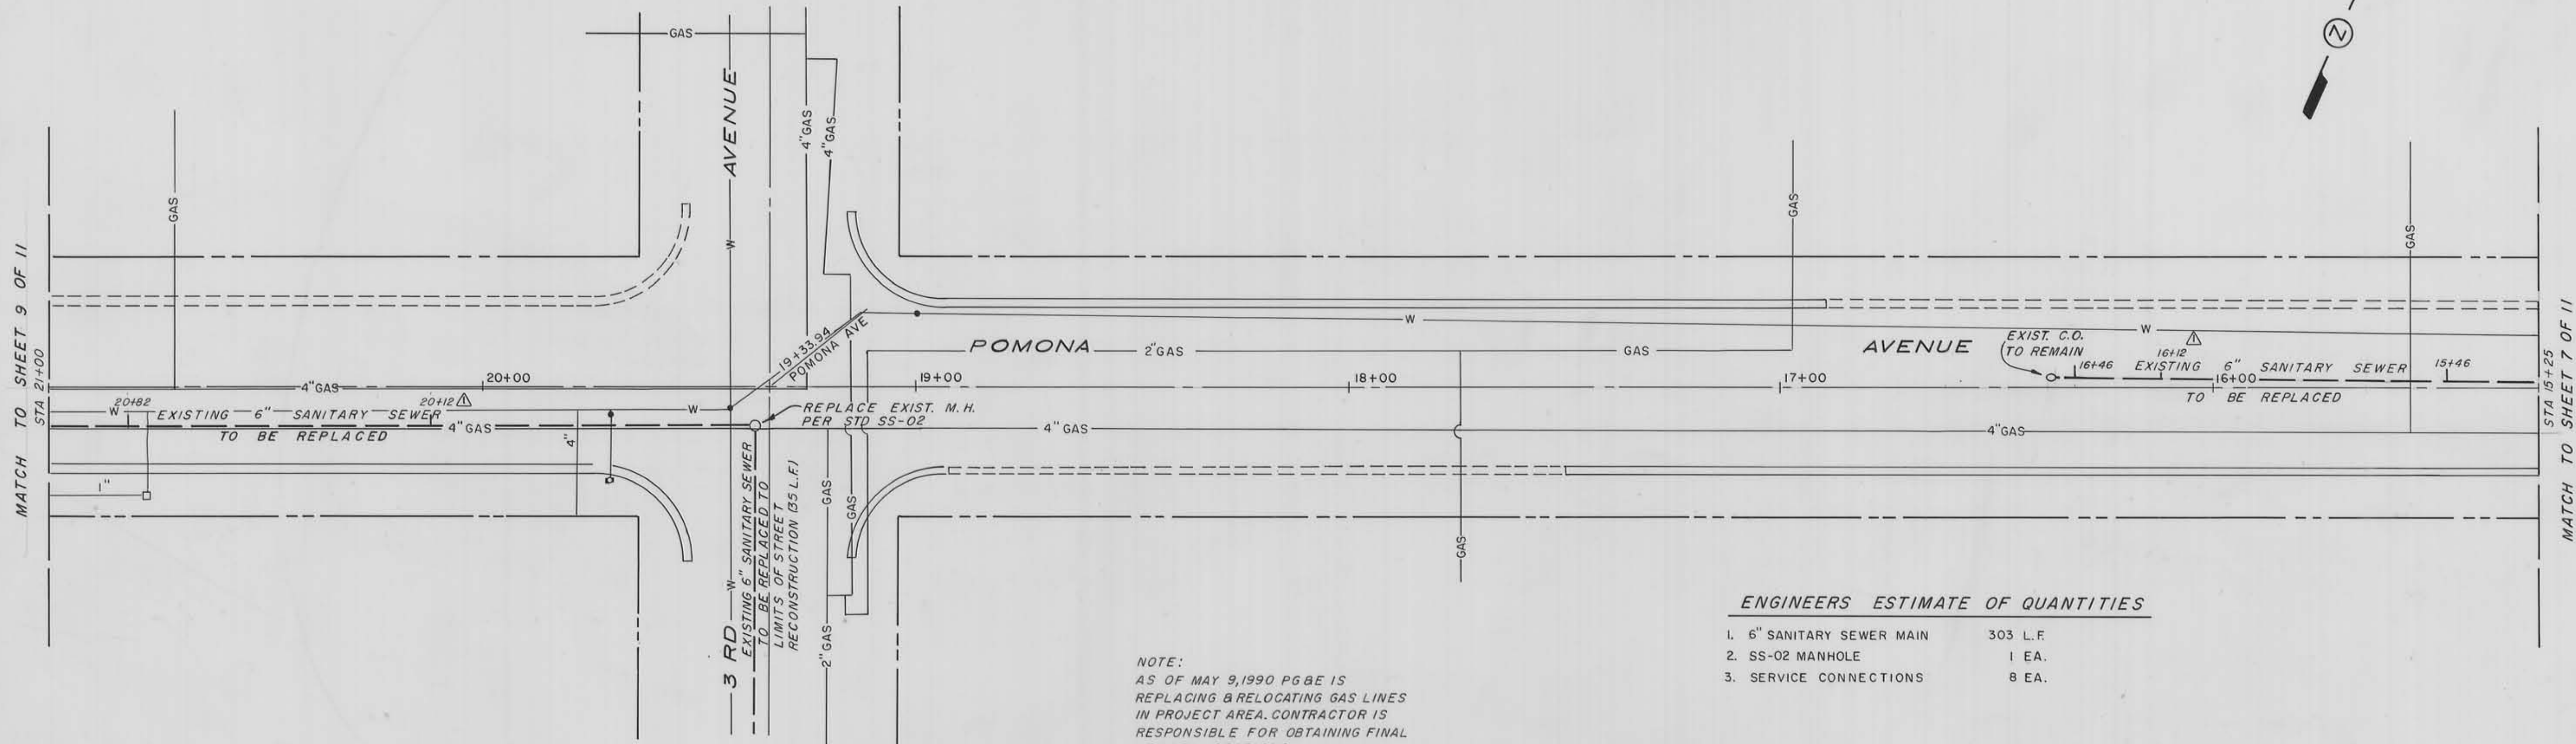 MATCH TO SHEET 9 OF 11
STA 21+00
GAS
GAS
AVENUE
W
4" GAS
4" GAS
4" GAS
20+00
20+82
W
EXISTING 6" SANITARY SEWER
20+12
1
TO BE REPLACED
4" GAS
W
1"
4"
19+33.94
POMONA AVE
REPLACE EXIST. M.H.
PER STD SS-02
3 RD
W
EXISTING 6" SANITARY SEWER
TO BE REPLACED TO
LIMITS OF STREET
RECONSTRUCTION (35 L.F.)
GAS
GAS
2" GAS
19+00
POMONA
2" GAS
W
18+00
4" GAS
GAS
GAS
GAS
17+00
AVENUE
EXIST. C.O.
TO REMAIN
16+46
16+12
1
W
EXISTING 6" SANITARY SEWER
15+46
16+00
TO BE REPLACED
4" GAS
GAS
N
STA 15+25
MATCH TO SHEET 7 OF 11
ENGINEERS ESTIMATE OF QUANTITIES
1. 6" SANITARY SEWER MAIN 303 L.F.
2. SS-02 MANHOLE 1 EA.
3. SERVICE CONNECTIONS 8 EA.
NOTE:
AS OF MAY 9,1990 PG&E IS
REPLACING & RELOCATING GAS LINES
IN PROJECT AREA. CONTRACTOR IS
RESPONSIBLE FOR OBTAINING FINAL